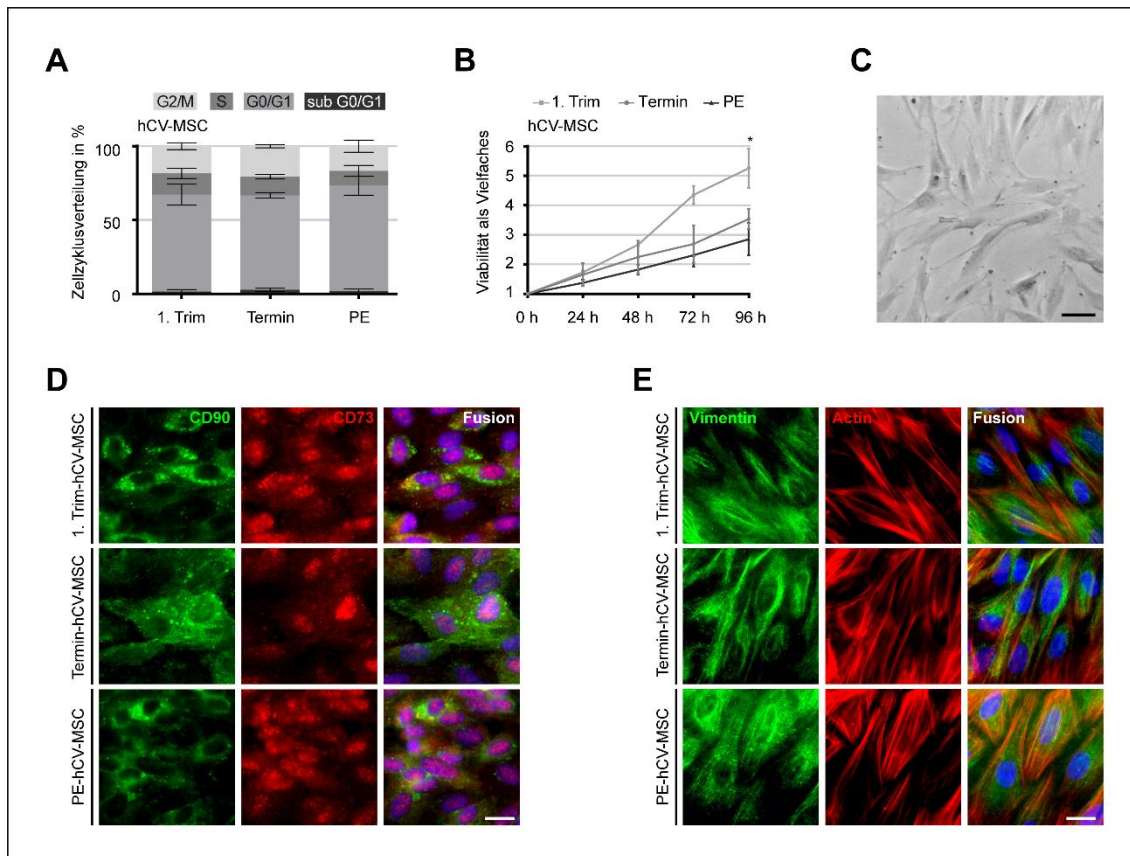 A
G2/M S G0/G1 sub G0/G1
hCV-MSC
Zellzyklusverteilung in %
100
50
0
1. Trim Termin PE
B
1. Trim Termin PE
hCV-MSC
*
Viabilität als Vielfaches
6
5
4
3
2
1
0 h 24 h 48 h 72 h 96 h
C
D
CD90 CD73 Fusion
1. Trim-hCV-MSC
Termin-hCV-MSC
PE-hCV-MSC
E
Vimentin Actin Fusion
1. Trim-hCV-MSC
Termin-hCV-MSC
PE-hCV-MSC